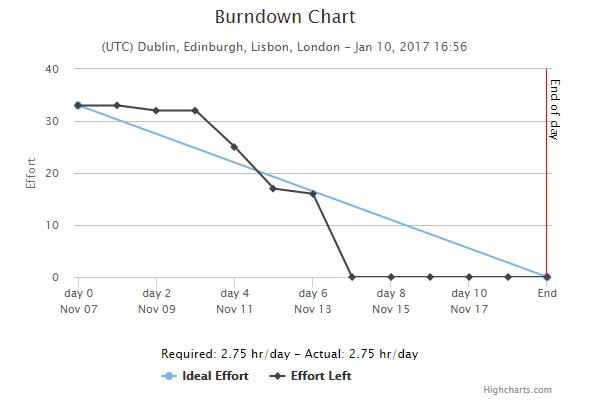 Burndown Chart
(UTC) Dublin, Edinburgh, Lisbon, London – Jan 10, 2017 16:56
40
30
20
10
0
Effort
End of day
day 0 day 2 day 4 day 6 day 8 day 10 End
Nov 07 Nov 09 Nov 11 Nov 13 Nov 15 Nov 17
Required: 2.75 hr/day – Actual: 2.75 hr/day
Ideal Effort Effort Left
Highcharts.com